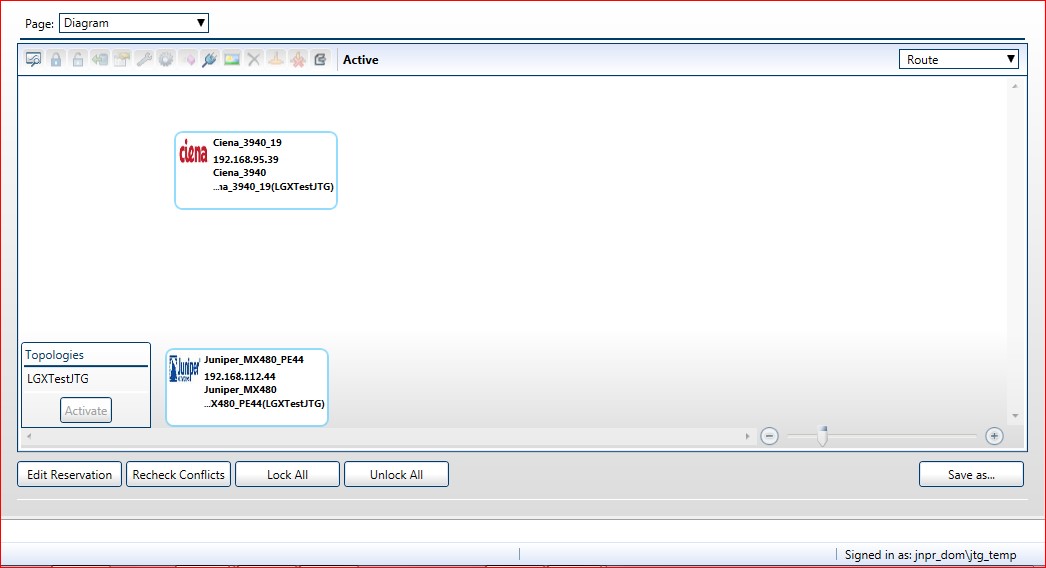 Page: Diagram
Active
Route
ciena
Ciena_3940_19
192.168.95.39
Ciena_3940
...1a_3940_19(LGXTestJTG)
Topologies
LGXTestJTG
Activate
Juniper
Juniper_MX480_PE44
192.168.112.44
Juniper_MX480
...X480_PE44(LGXTestJTG)
Edit Reservation Recheck Conflicts Lock All Unlock All Save as...
Signed in as: jnpr_dom\jtg_temp